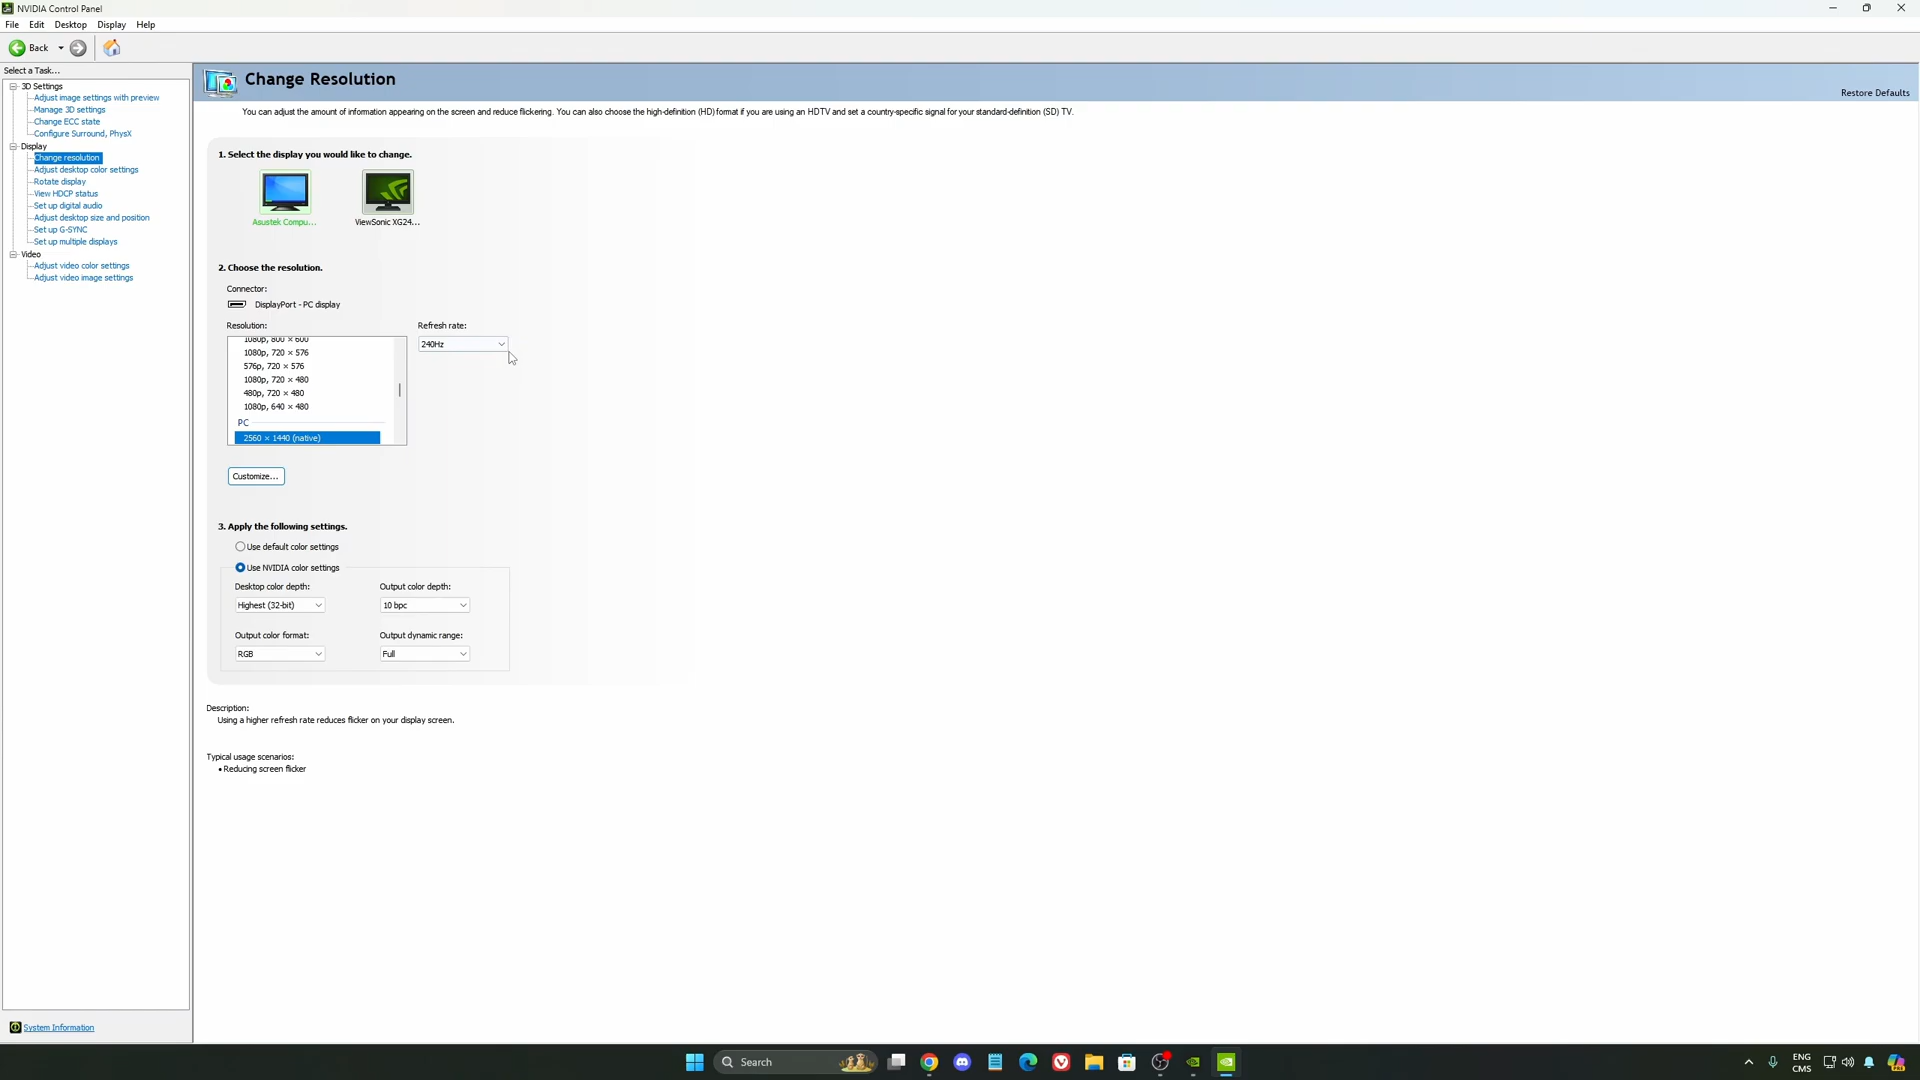 NVIDIA Control Panel
File Edit Desktop Display Help
Back
Select a Task...
3D Settings
Adjust image settings with preview
Manage 3D settings
Change ECC state
Configure Surround, PhysX
Display
Change resolution
Adjust desktop color settings
Rotate display
View HDCP status
Set up digital audio
Adjust desktop size and position
Set up G-SYNC
Set up multiple displays
Video
Adjust video color settings
Adjust video image settings
System Information
Change Resolution
Restore Defaults
You can adjust the amount of information appearing on the screen and reduce flickering. You can also choose the high-definition (HD) format if you are using an HDTV and set a country-specific signal for your standard-definition (SD) TV.
1. Select the display you would like to change.
Asustek Compu... ViewSonic XG24...
2. Choose the resolution.
Connector:
DisplayPort - PC display
Resolution: Refresh rate:
240Hz
1080p, 800 × 600
1080p, 720 × 576
576p, 720 × 576
1080p, 720 × 480
480p, 720 × 480
1080p, 640 × 480
PC
2560 × 1440 (native)
Customize...
3. Apply the following settings.
Use default color settings
Use NVIDIA color settings
Desktop color depth: Output color depth:
Highest (32-bit) 10 bpc
Output color format: Output dynamic range:
RGB Full
Description:
Using a higher refresh rate reduces flicker on your display screen.
Typical usage scenarios:
• Reducing screen flicker
Search
ENG
CMS